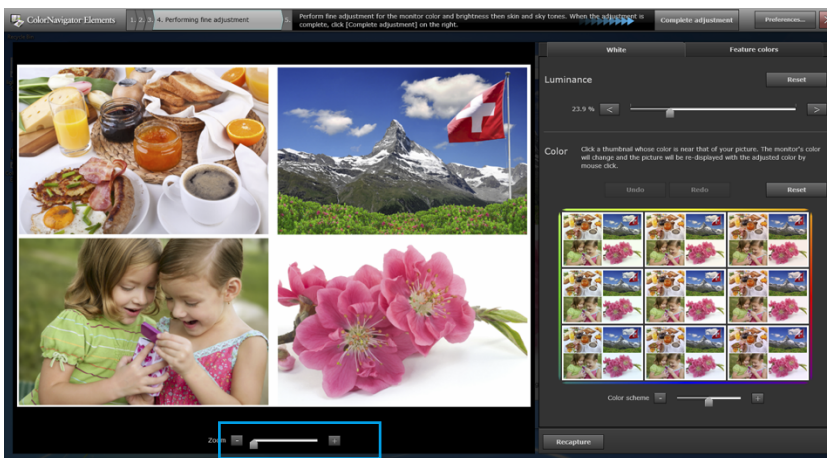 ColorNavigator Elements
1. 2. 3. 4. Performing fine adjustment 5.
Perform fine adjustment for the monitor color and brightness then skin and sky tones. When the adjustment is
complete, click [Complete adjustment] on the right.
Complete adjustment
Preferences...
White
Feature colors
Luminance
Reset
23.9 % < >
Color
Click a thumbnail whose color is near that of your picture. The monitor's color
will change and the picture will be re-displayed with the adjusted color by
mouse click.
Undo
Redo
Reset
Color scheme - +
Zoom - +
Recapture